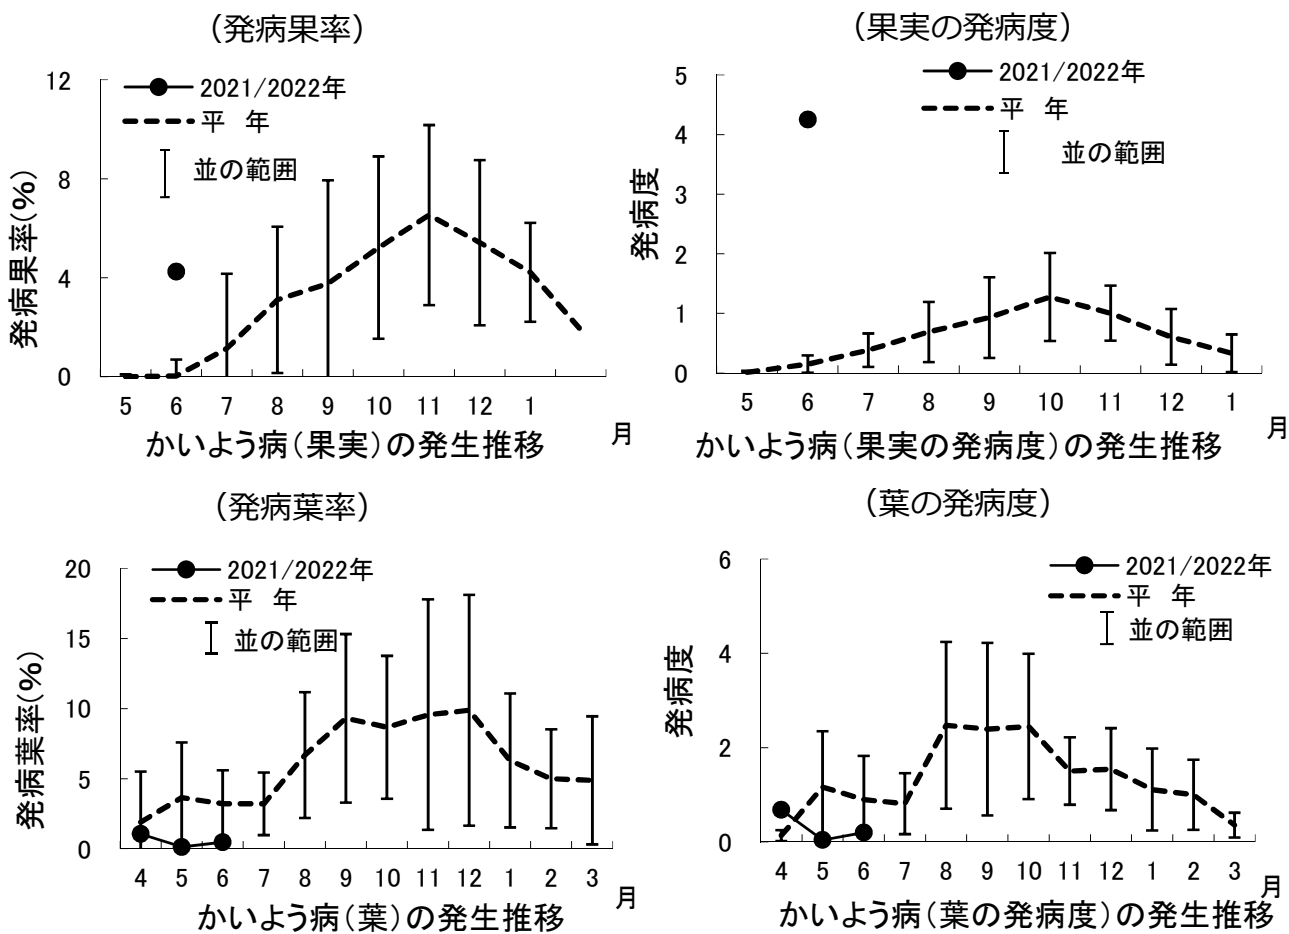 （発病果率）
12
8
4
0
発病果率(%)
2021/2022年
平　年
並の範囲
5 6 7 8 9 10 11 12 1
月
かいよう病（果実）の発生推移
（果実の発病度）
5
4
3
2
1
0
発病度
2021/2022年
平　年
並の範囲
5 6 7 8 9 10 11 12 1
月
かいよう病（果実の発病度）の発生推移
（発病葉率）
20
15
10
5
0
発病葉率(%)
2021/2022年
平　年
並の範囲
4 5 6 7 8 9 10 11 12 1 2 3
月
かいよう病（葉）の発生推移
（葉の発病度）
6
4
2
0
発病度
2021/2022年
平　年
並の範囲
4 5 6 7 8 9 10 11 12 1 2 3
月
かいよう病（葉の発病度）の発生推移